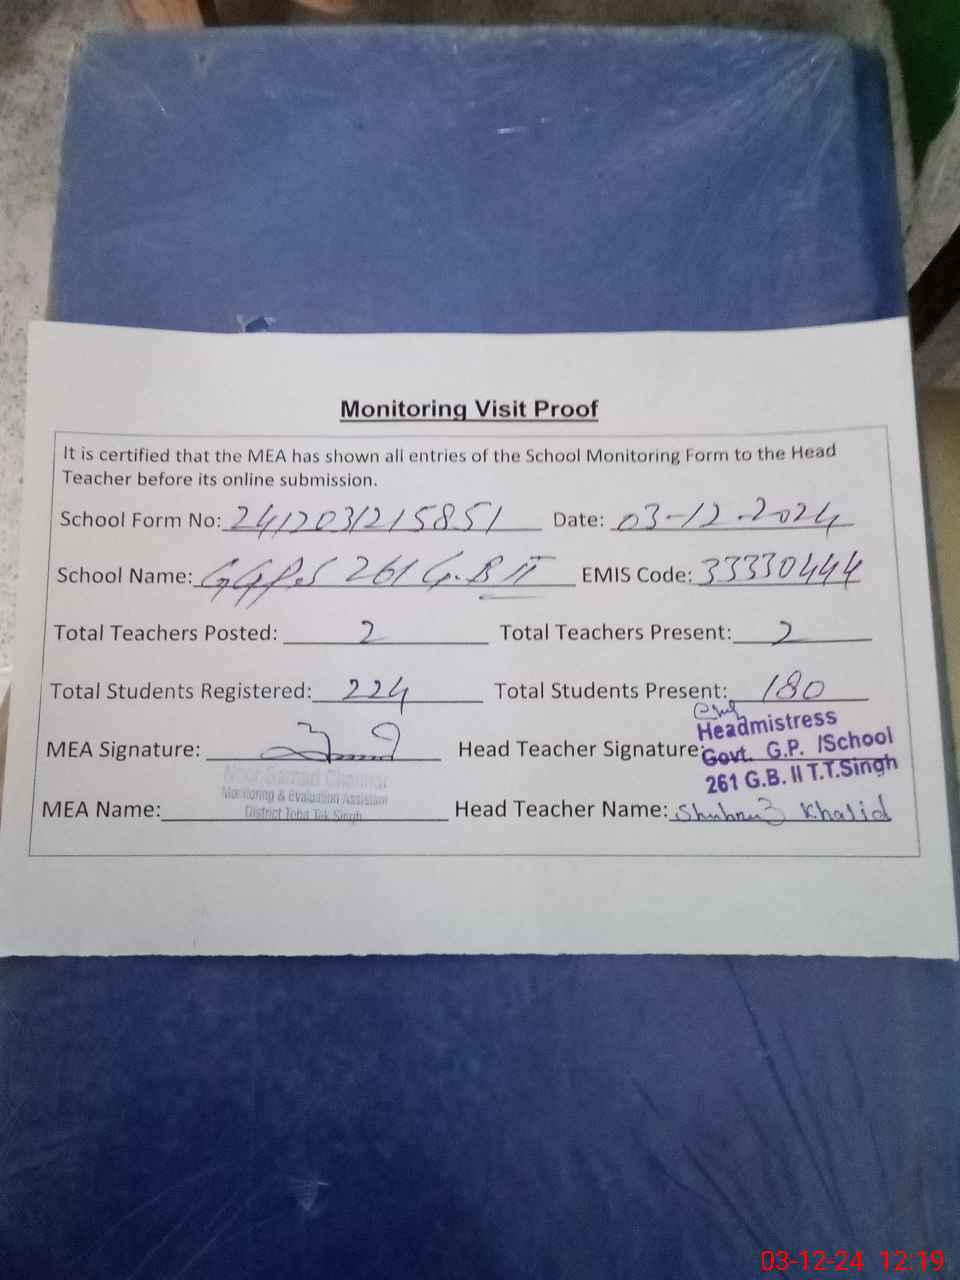 Monitoring Visit Proof
It is certified that the MEA has shown all entries of the School Monitoring Form to the Head
Teacher before its online submission.
School Form No: 2412031215851 Date: 03-12-2024
School Name: GGPS 261 G.B II EMIS Code: 33330444
Total Teachers Posted: 2 Total Teachers Present: 2
Total Students Registered: 224 Total Students Present: 180
MEA Signature: Head Teacher Signature:
Headmistress
Govt. G.P. /School
261 G.B. II T.T.Singh
Monitoring & Evaluation Assistant
District Toba Tek Singh
MEA Name: Head Teacher Name: Khalid
03-12-24 12:19